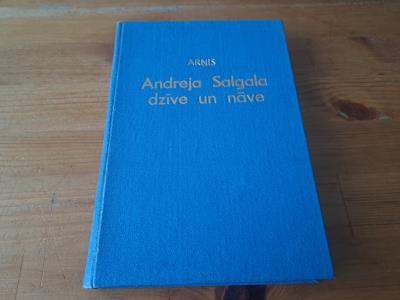 ARNIS
Andreja Salgala
dzīve un nāve